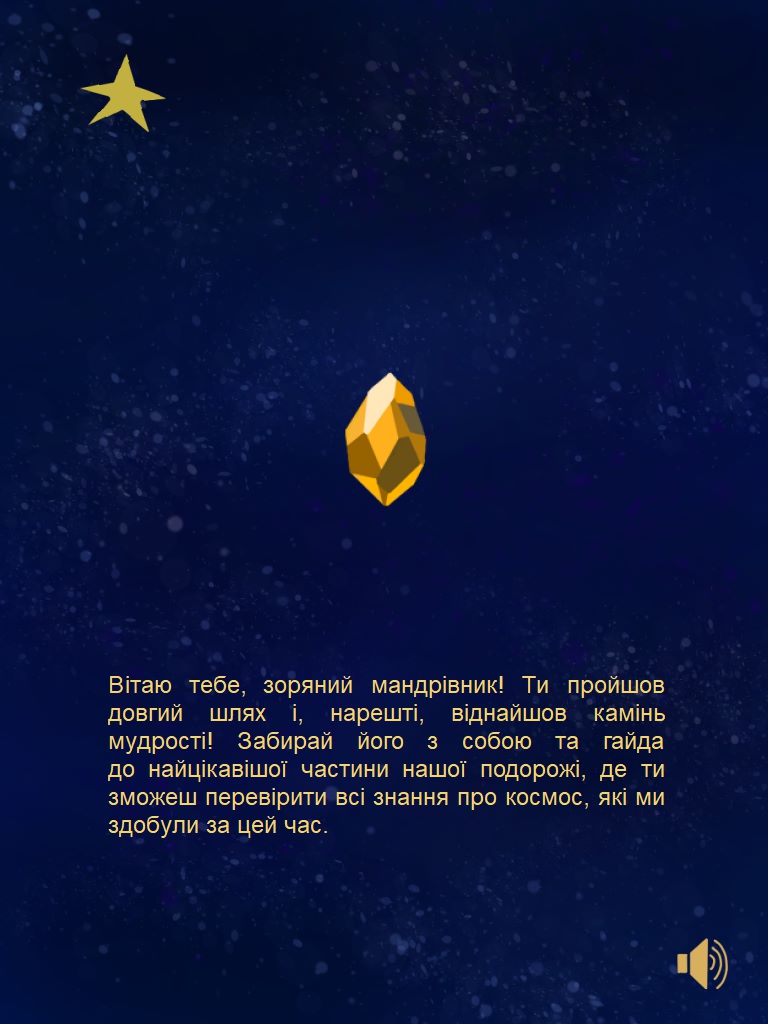 Вітаю тебе, зоряний мандрівник! Ти пройшов
довгий шлях і, нарешті, віднайшов камінь
мудрості! Забирай його з собою та гайда
до найцікавішої частини нашої подорожі, де ти
зможеш перевірити всі знання про космос, які ми
здобули за цей час.